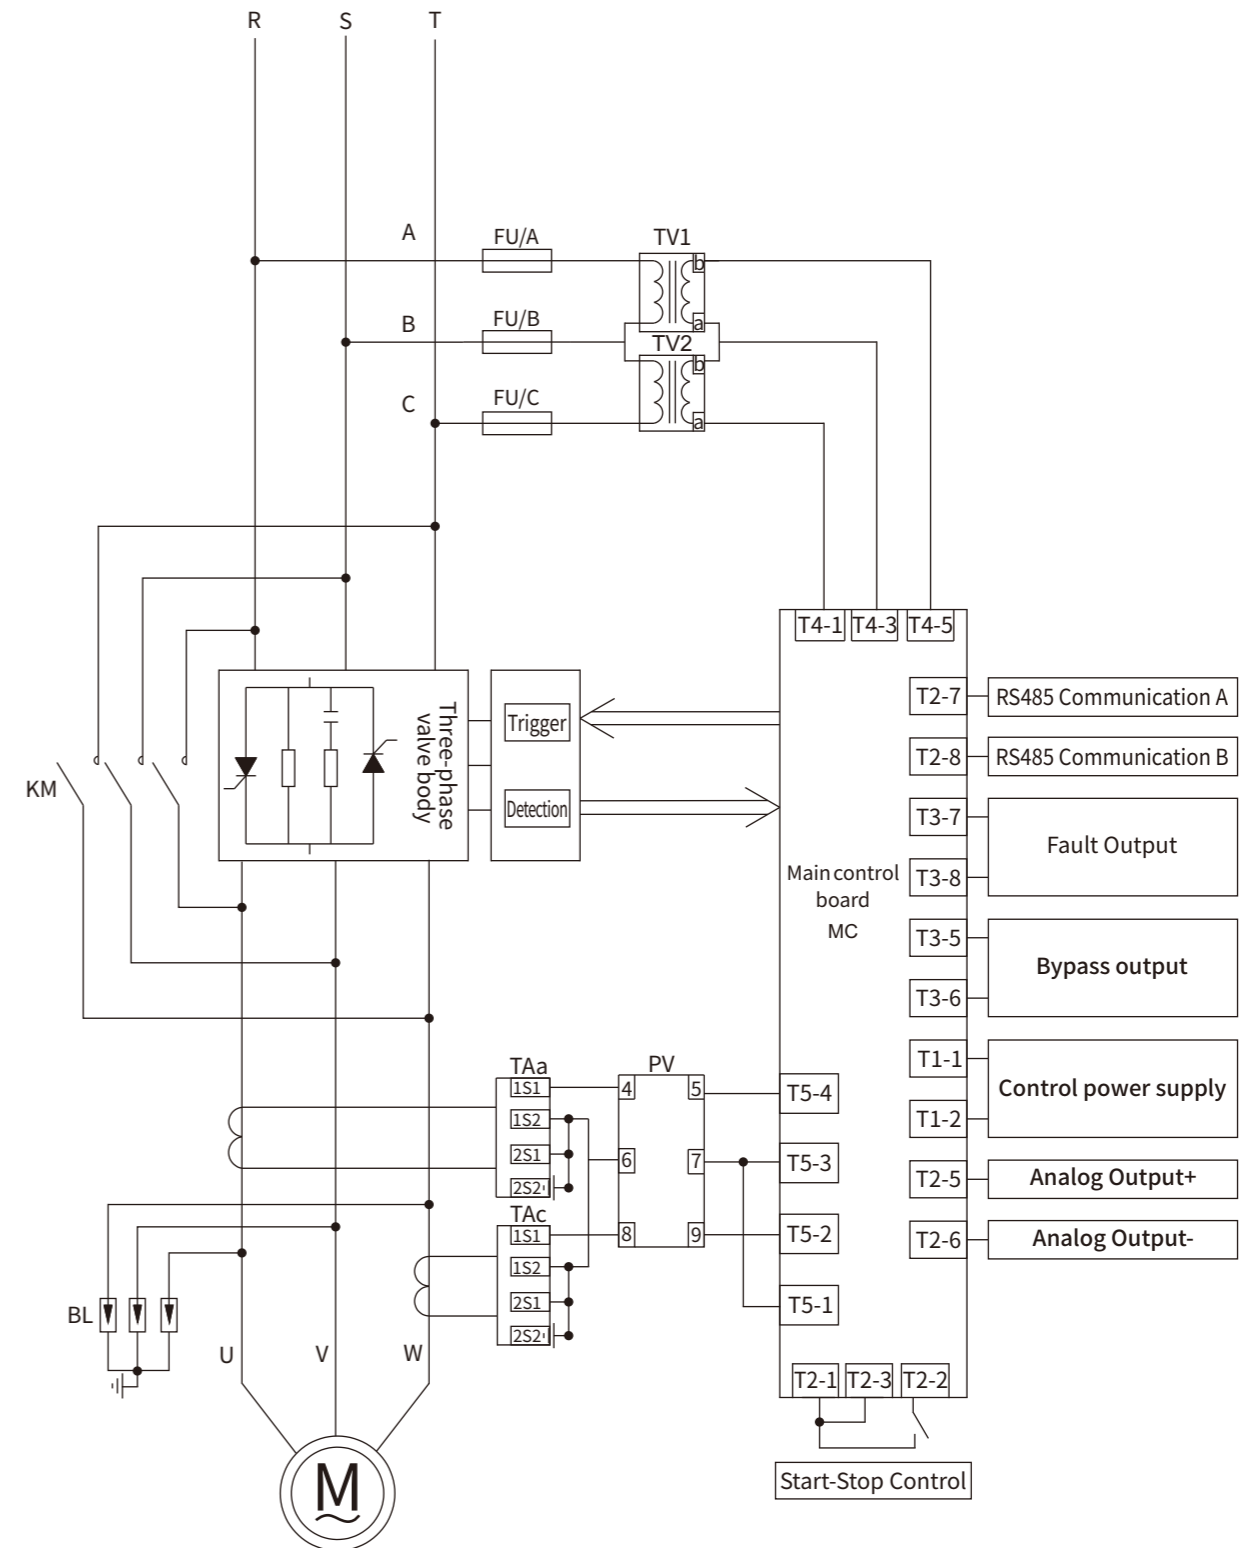 R S T
A FU/A TV1
b
a
B FU/B TV2
b
C FU/C
a
T4-1 T4-3 T4-5
T2-7 RS485 Communication A
Three-phase
valve body
Trigger
T2-8 RS485 Communication B
KM
Detection
T3-7
Fault Output
T3-8
Main control
board
MC
T3-5
Bypass output
T3-6
T1-1
Control power supply
T1-2
TAa PV
1S1 4 5 T5-4
1S2
2S1 6 7 T5-3
2S2
T2-5 Analog Output+
TAc
1S1 8 9 T5-2
T2-6 Analog Output-
1S2
2S1 T5-1
2S2
BL
U V W
T2-1 T2-3 T2-2
M
Start-Stop Control